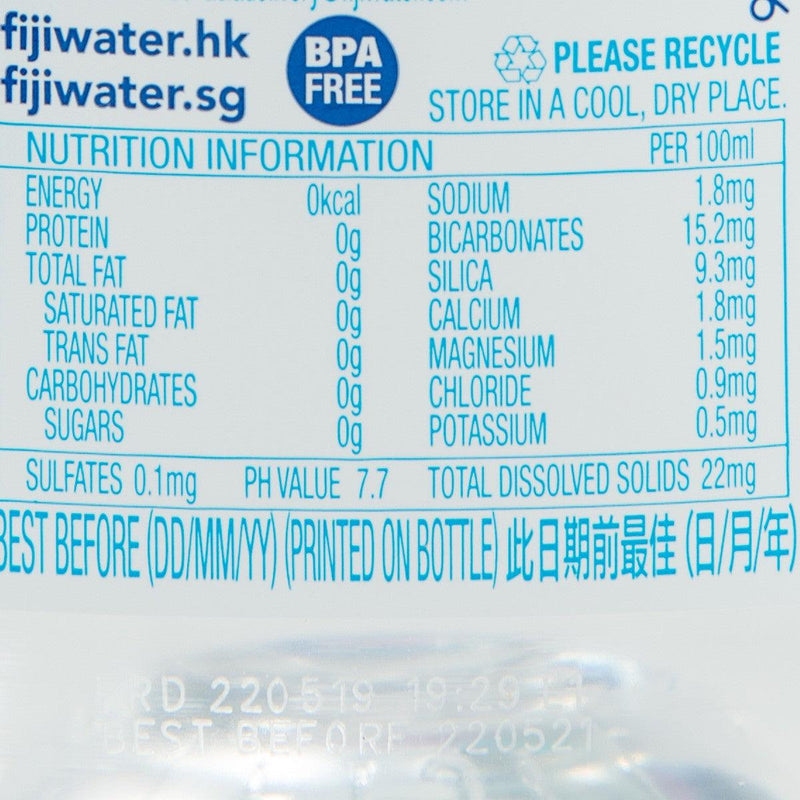 fijiwater.hk
fijiwater.sg
BPA
FREE
PLEASE RECYCLE
STORE IN A COOL, DRY PLACE.
NUTRITION INFORMATION PER 100ml
ENERGY 0kcal
PROTEIN 0g
TOTAL FAT 0g
SATURATED FAT 0g
TRANS FAT 0g
CARBOHYDRATES 0g
SUGARS 0g
SODIUM 1.8mg
BICARBONATES 15.2mg
SILICA 9.3mg
CALCIUM 1.8mg
MAGNESIUM 1.5mg
CHLORIDE 0.9mg
POTASSIUM 0.5mg
SULFATES 0.1mg PH VALUE 7.7 TOTAL DISSOLVED SOLIDS 22mg
BEST BEFORE (DD/MM/YY) (PRINTED ON BOTTLE) 此日期前最佳 (日/月/年)
220519 19:29
BEST BEFORE 220521